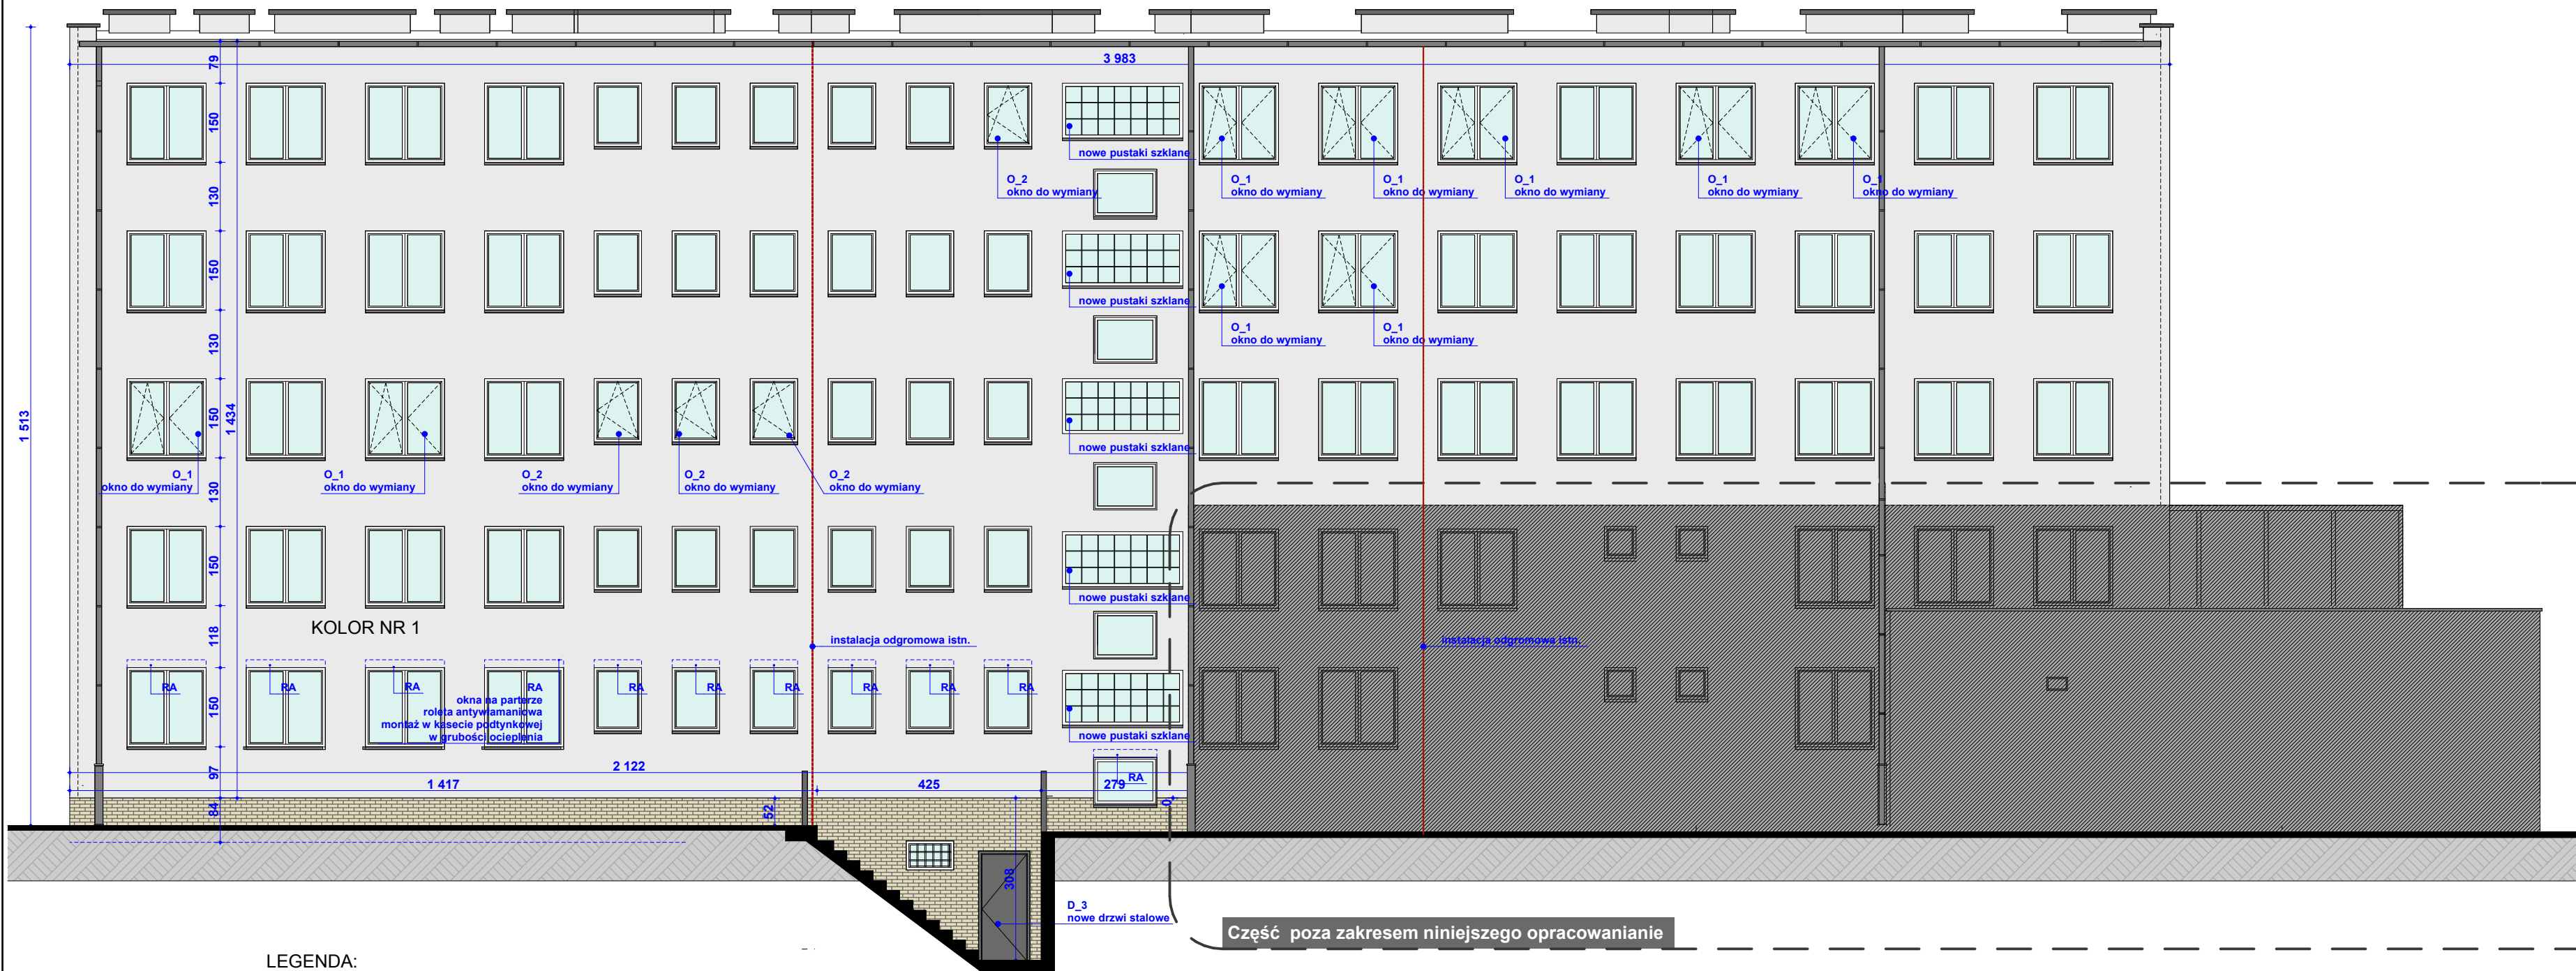 3 983
79
150
130
150
130
150
130
150
118
150
97
84
1 513
1 434
nowe pustaki szklane
O_2
okno do wymiany
O_1
okno do wymiany
O_1
okno do wymiany
O_1
okno do wymiany
O_1
okno do wymiany
O_1
okno do wymiany
nowe pustaki szklane
O_1
okno do wymiany
O_1
okno do wymiany
nowe pustaki szklane
O_1
okno do wymiany
O_1
okno do wymiany
O_2
okno do wymiany
O_2
okno do wymiany
O_2
okno do wymiany
nowe pustaki szklane
KOLOR NR 1
instalacja odgromowa istn.
instalacja odgromowa istn.
RA
RA
RA
RA
okna na parterze
roleta antywłamaniowa
montaż w kasecie podtynkowej
w grubości ocieplenia
RA
RA
RA
RA
RA
RA
nowe pustaki szklane
2 122
RA
1 417
425
279
52
0
308
D_3
nowe drzwi stalowe
Część poza zakresem niniejszego opracowanianie
LEGENDA: